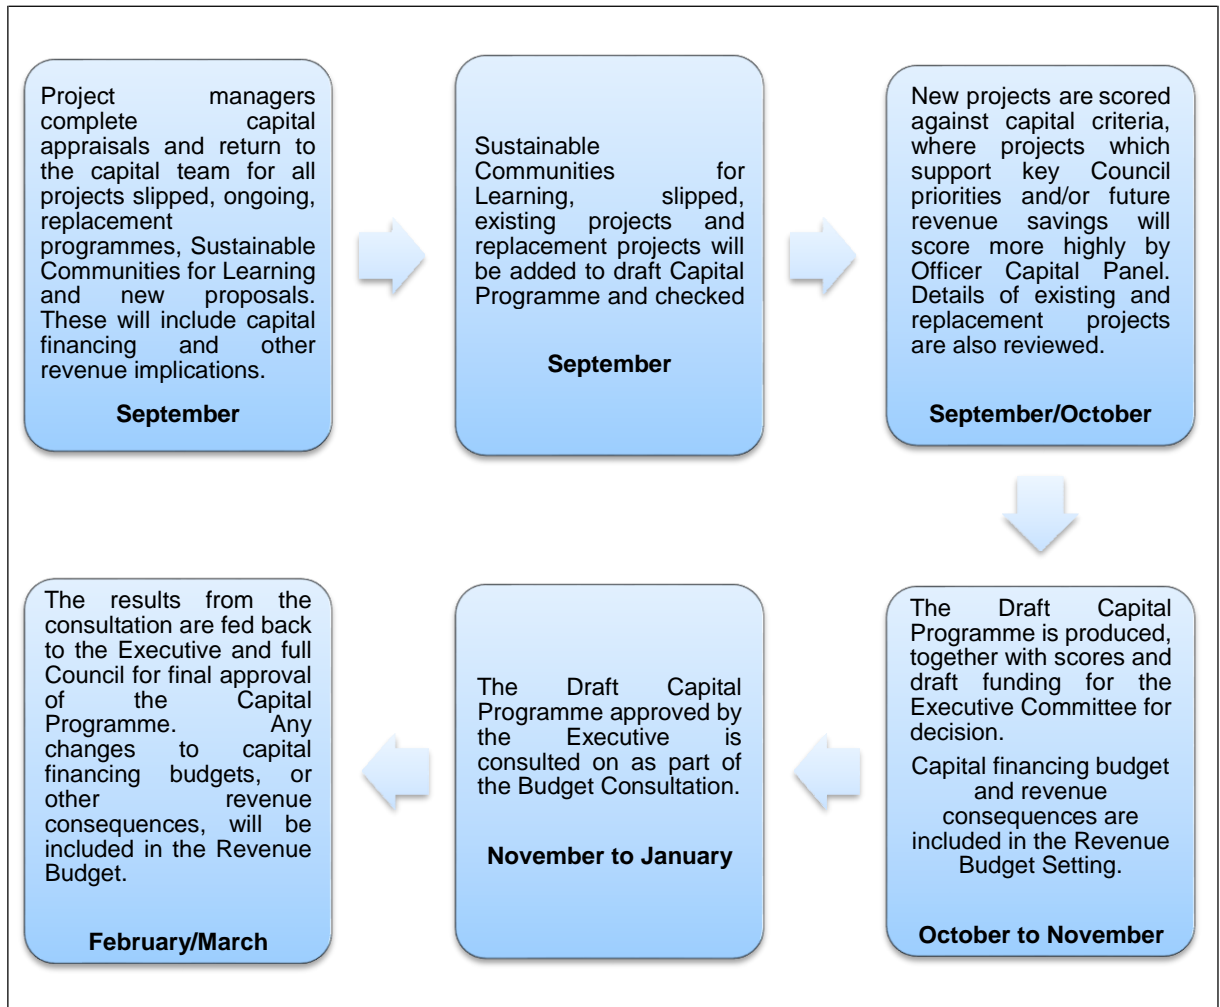 Project managers
complete capital
appraisals and return to
the capital team for all
projects slipped, ongoing,
replacement
programmes, Sustainable
Communities for Learning
and new proposals.
These will include capital
financing and other
revenue implications.
September
Sustainable
Communities for
Learning, slipped,
existing projects and
replacement projects will
be added to draft Capital
Programme and checked
September
New projects are scored
against capital criteria,
where projects which
support key Council
priorities and/or future
revenue savings will
score more highly by
Officer Capital Panel.
Details of existing and
replacement projects
are also reviewed.
September/October
The Draft Capital
Programme is produced,
together with scores and
draft funding for the
Executive Committee for
decision.
Capital financing budget
and revenue
consequences are
included in the Revenue
Budget Setting.
October to November
The Draft Capital
Programme approved by
the Executive is
consulted on as part of
the Budget Consultation.
November to January
The results from the
consultation are fed back
to the Executive and full
Council for final approval
of the Capital
Programme. Any
changes to capital
financing budgets, or
other revenue
consequences, will be
included in the Revenue
Budget.
February/March